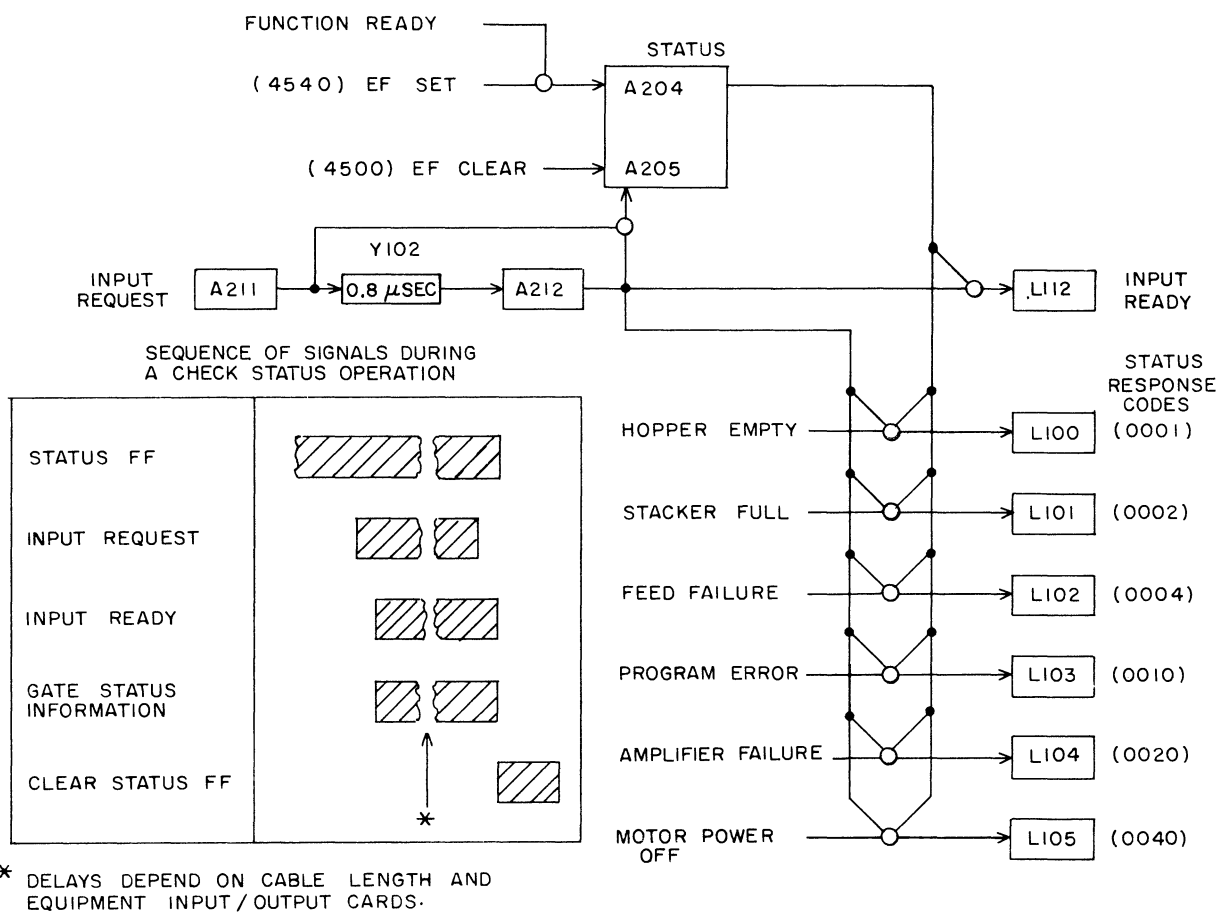 FUNCTION READY
STATUS
(4540) EF SET
A204
(4500) EF CLEAR
A205
Y102
INPUT
REQUEST
A211
0.8 µSEC
A212
L112
INPUT
READY
SEQUENCE OF SIGNALS DURING
A CHECK STATUS OPERATION
STATUS
RESPONSE
CODES
STATUS FF
INPUT REQUEST
INPUT READY
GATE STATUS
INFORMATION
CLEAR STATUS FF
*
HOPPER EMPTY
L100
(0001)
STACKER FULL
L101
(0002)
FEED FAILURE
L102
(0004)
PROGRAM ERROR
L103
(0010)
AMPLIFIER FAILURE
L104
(0020)
MOTOR POWER
OFF
L105
(0040)
* DELAYS DEPEND ON CABLE LENGTH AND
EQUIPMENT INPUT/OUTPUT CARDS.